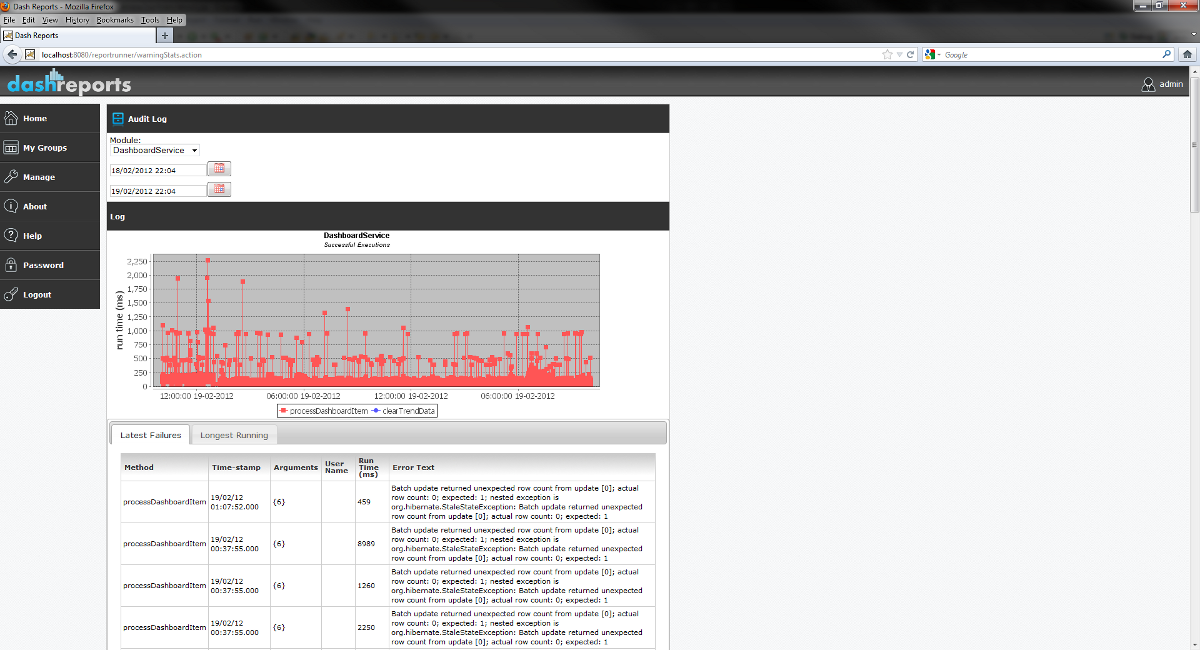 Dash Reports - Mozilla Firefox
File Edit View History Bookmarks Tools Help
Dash Reports
localhost:8080/reportrunner/warningStats.action
Google
dashreports
admin
Home
My Groups
Manage
About
Help
Password
Logout
Audit Log
Module:
DashboardService
18/02/2012 22:04
19/02/2012 22:04
Log
DashboardService
Successful Executions
run time (ms)
2,250
2,000
1,750
1,500
1,250
1,000
750
500
250
0
12:00:00 19-02-2012 06:00:00 19-02-2012 12:00:00 19-02-2012 06:00:00 19-02-2012
processDashboardItem clearTrendData
Latest Failures Longest Running
Method Time-stamp Arguments User Name Run Time (ms) Error Text
processDashboardItem 19/02/12 01:07:52.000 {6} 459
Batch update returned unexpected row count from update [0]; actual
row count: 0; expected: 1; nested exception is
org.hibernate.StaleStateException: Batch update returned unexpected
row count from update [0]; actual row count: 0; expected: 1
processDashboardItem 19/02/12 00:37:55.000 {6} 8989
Batch update returned unexpected row count from update [0]; actual
row count: 0; expected: 1; nested exception is
org.hibernate.StaleStateException: Batch update returned unexpected
row count from update [0]; actual row count: 0; expected: 1
processDashboardItem 19/02/12 00:37:55.000 {6} 1260
Batch update returned unexpected row count from update [0]; actual
row count: 0; expected: 1; nested exception is
org.hibernate.StaleStateException: Batch update returned unexpected
row count from update [0]; actual row count: 0; expected: 1
processDashboardItem 19/02/12 00:37:55.000 {6} 2250
Batch update returned unexpected row count from update [0]; actual
row count: 0; expected: 1; nested exception is
org.hibernate.StaleStateException: Batch update returned unexpected
row count from update [0]; actual row count: 0; expected: 1